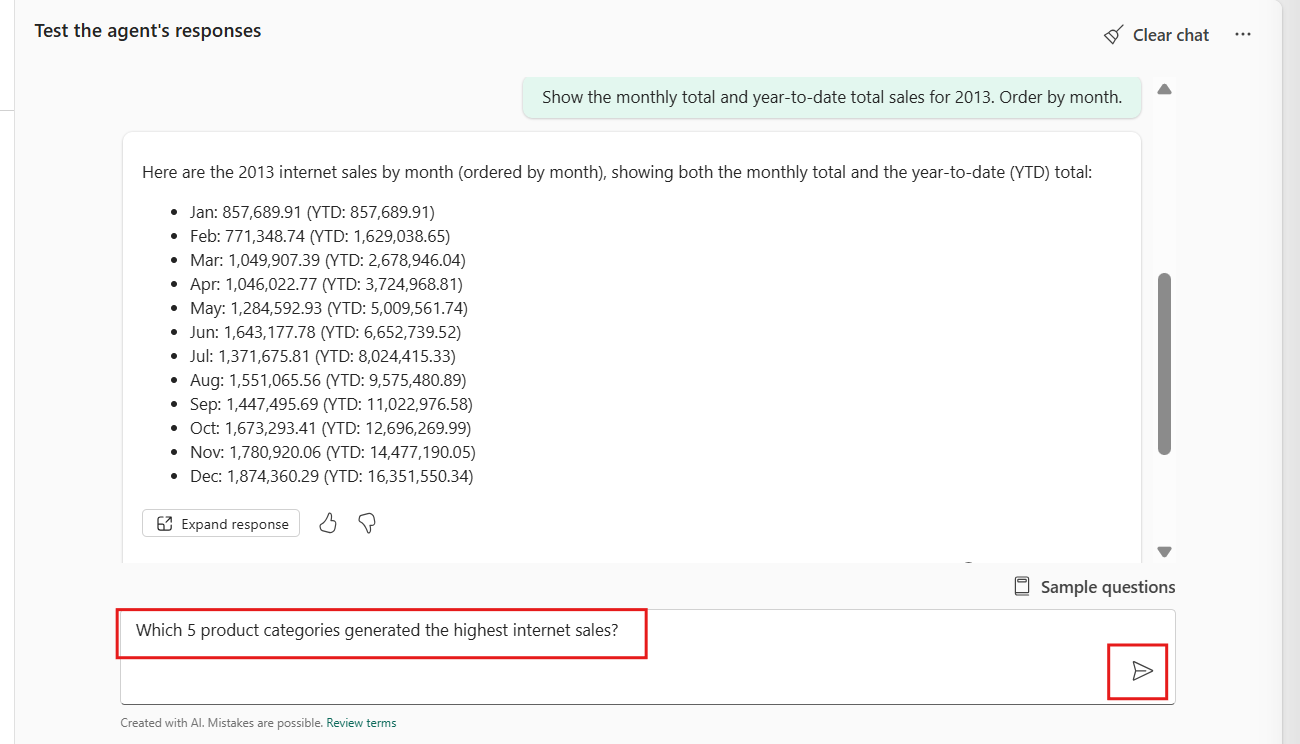 Test the agent's responses
Clear chat
Show the monthly total and year-to-date total sales for 2013. Order by month.
Here are the 2013 internet sales by month (ordered by month), showing both the monthly total and the year-to-date (YTD) total:
Jan: 857,689.91 (YTD: 857,689.91)
Feb: 771,348.74 (YTD: 1,629,038.65)
Mar: 1,049,907.39 (YTD: 2,678,946.04)
Apr: 1,046,022.77 (YTD: 3,724,968.81)
May: 1,284,592.93 (YTD: 5,009,561.74)
Jun: 1,643,177.78 (YTD: 6,652,739.52)
Jul: 1,371,675.81 (YTD: 8,024,415.33)
Aug: 1,551,065.56 (YTD: 9,575,480.89)
Sep: 1,447,495.69 (YTD: 11,022,976.58)
Oct: 1,673,293.41 (YTD: 12,696,269.99)
Nov: 1,780,920.06 (YTD: 14,477,190.05)
Dec: 1,874,360.29 (YTD: 16,351,550.34)
Expand response
Sample questions
Which 5 product categories generated the highest internet sales?
Created with AI. Mistakes are possible. Review terms